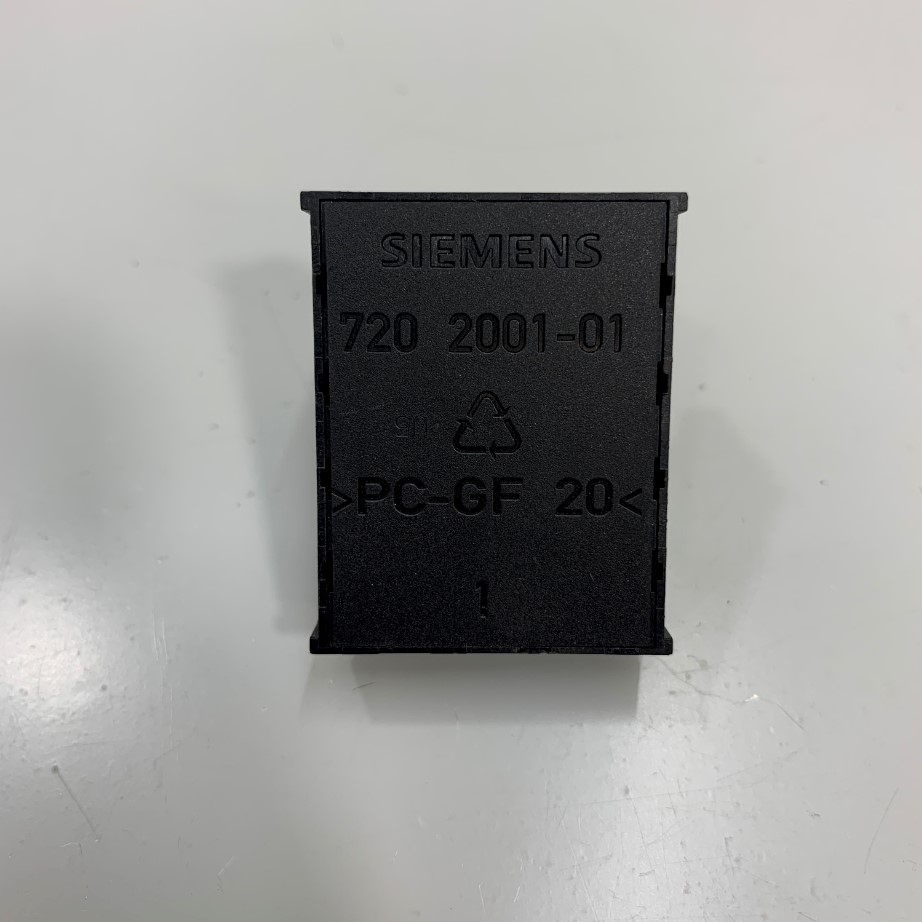 SIEMENS
720 2001-01
>PC-GF 20<
1